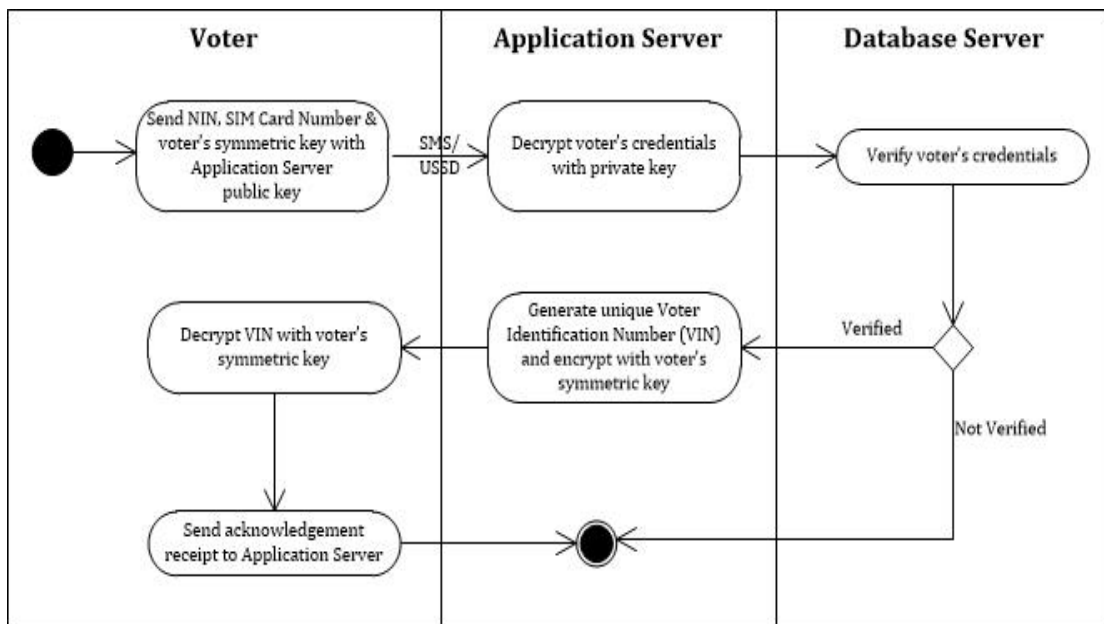 Voter
Application Server
Database Server
Send NIN, SIM Card Number &
voter's symmetric key with
Application Server
public key
SMS/
USSD
Decrypt voter's credentials
with private key
Verify voter's credentials
Decrypt VIN with voter's
symmetric key
Generate unique Voter
Identification Number (VIN)
and encrypt with voter's
symmetric key
Verified
Not Verified
Send acknowledgement
receipt to Application Server